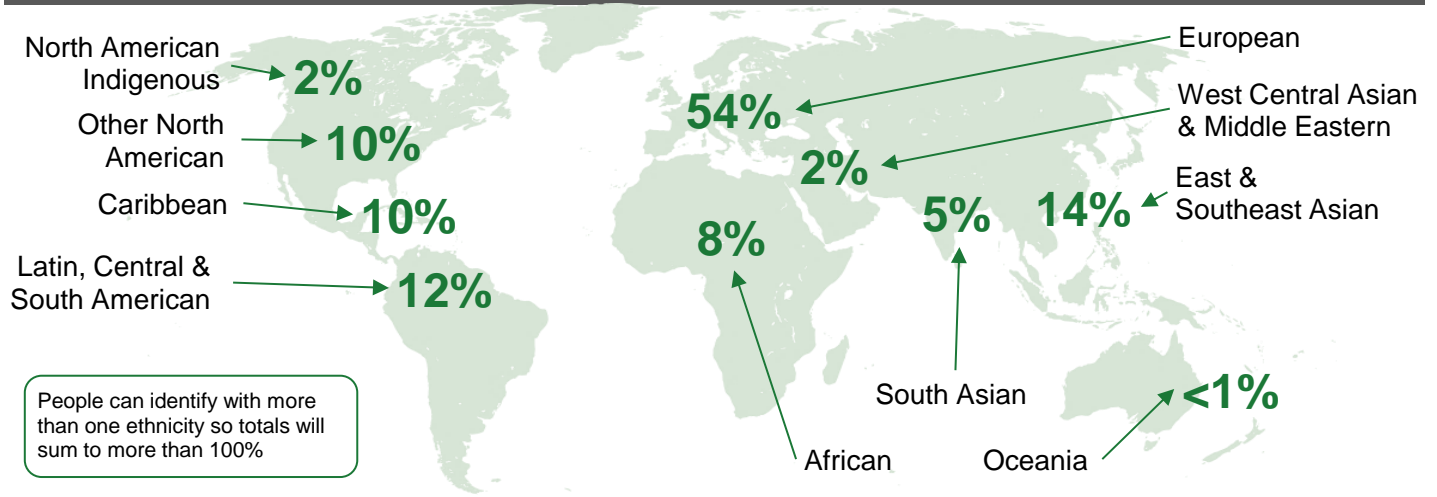 North American
Indigenous
2%
Other North
American
10%
Caribbean
10%
Latin, Central &
South American
12%
European
54%
West Central Asian
& Middle Eastern
2%
East &
Southeast Asian
14%
5%
South Asian
8%
African
<1%
Oceania
People can identify with more
than one ethnicity so totals will
sum to more than 100%